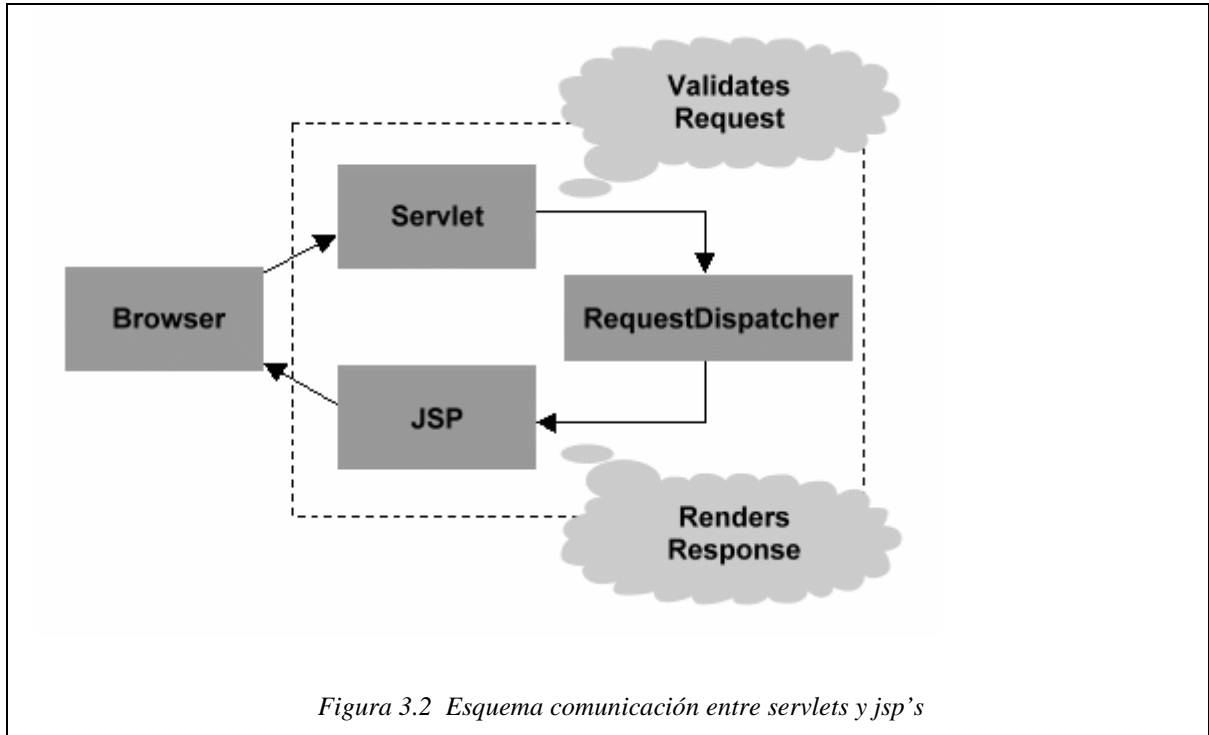 Validates
Request
Servlet
Browser
RequestDispatcher
JSP
Renders
Response
Figura 3.2 Esquema comunicación entre servlets y jsp’s